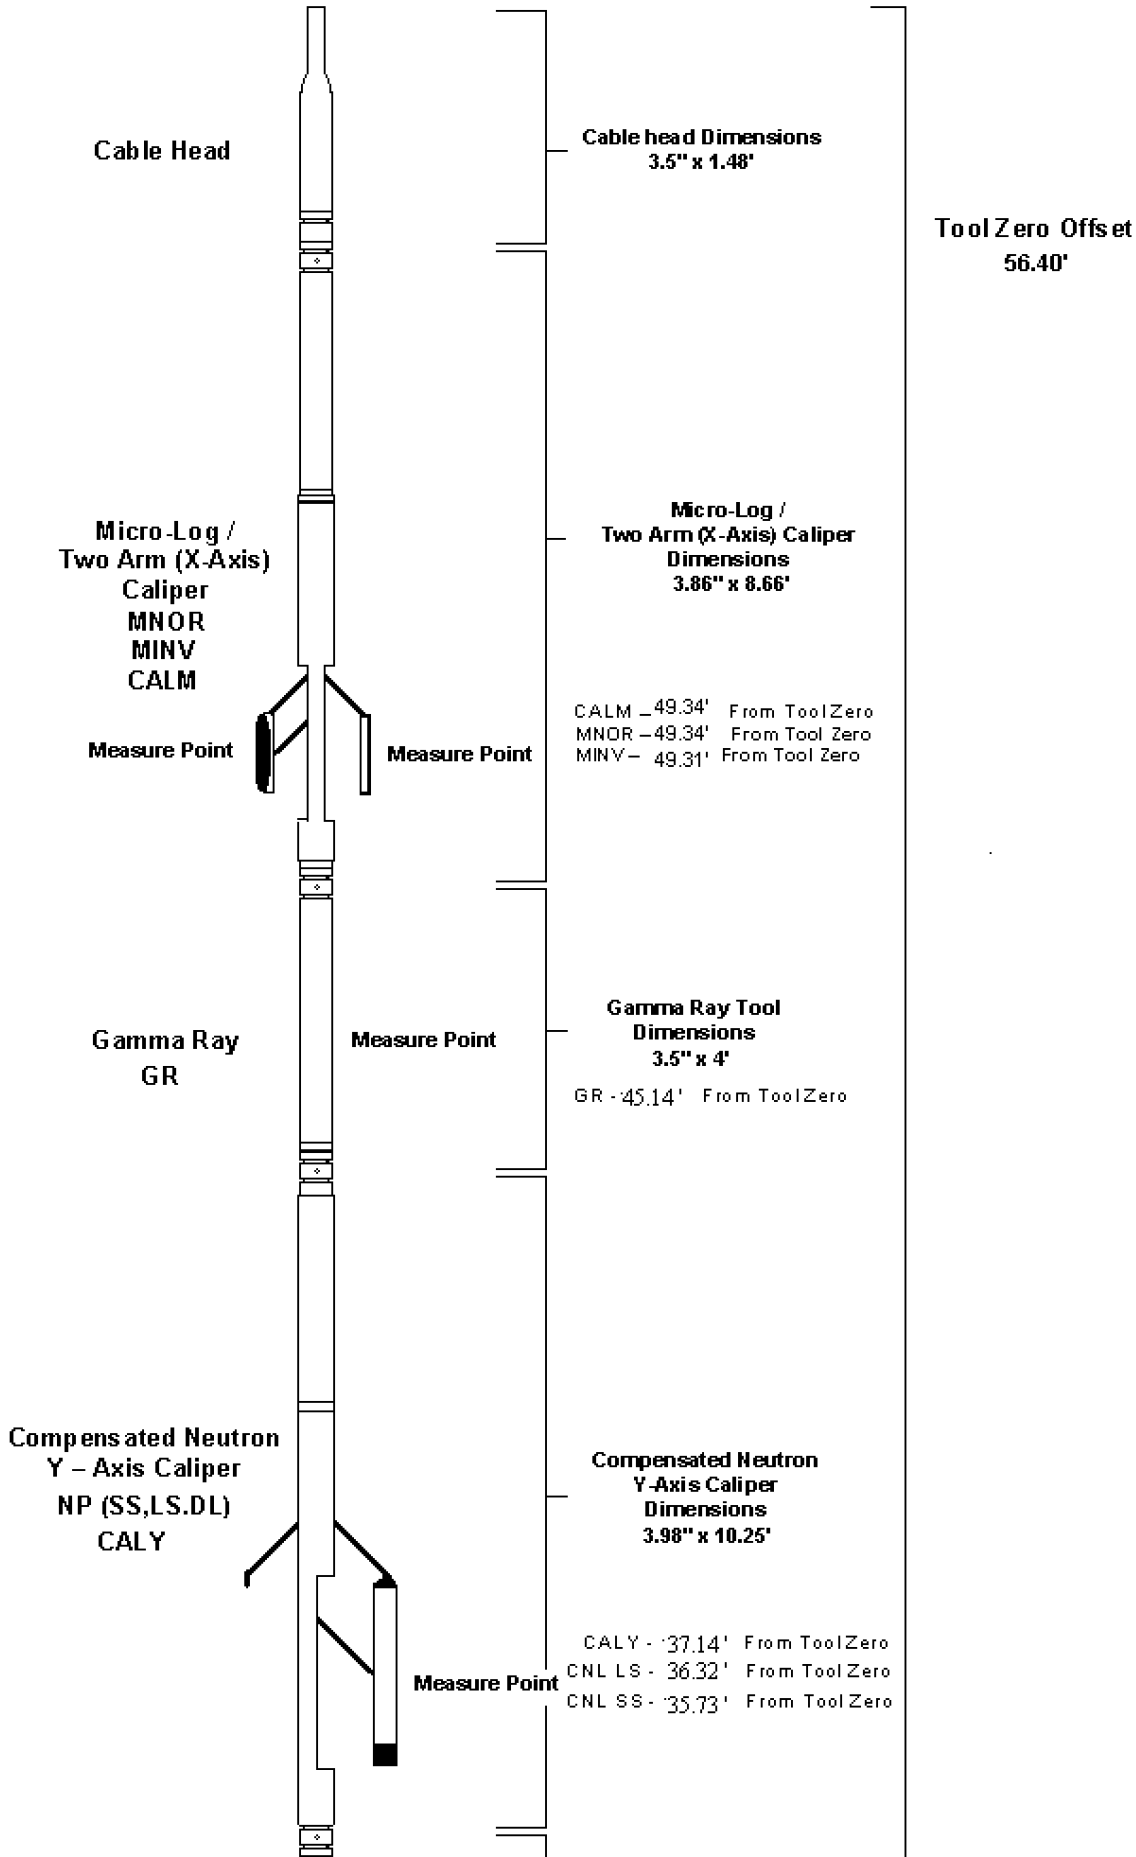 Cable Head
Cable head Dimensions
3.5" x 1.48'
Tool Zero Offset
56.40'
Micro-Log /
Two Arm (X-Axis)
Caliper
MNOR
MINV
CALM
Micro-Log /
Two Arm (X-Axis) Caliper
Dimensions
3.86" x 8.66'
Measure Point
Measure Point
CALM – 49.34' From Tool Zero
MNOR – 49.34' From Tool Zero
MINV – 49.31' From Tool Zero
Gamma Ray
GR
Measure Point
Gamma Ray Tool
Dimensions
3.5" x 4'
GR - 45.14' From Tool Zero
Compensated Neutron
Y – Axis Caliper
NP (SS,LS.DL)
CALY
Compensated Neutron
Y-Axis Caliper
Dimensions
3.98" x 10.25'
Measure Point
CALY - 37.14' From Tool Zero
CNL LS - 36.32' From Tool Zero
CNL SS - 35.73' From Tool Zero